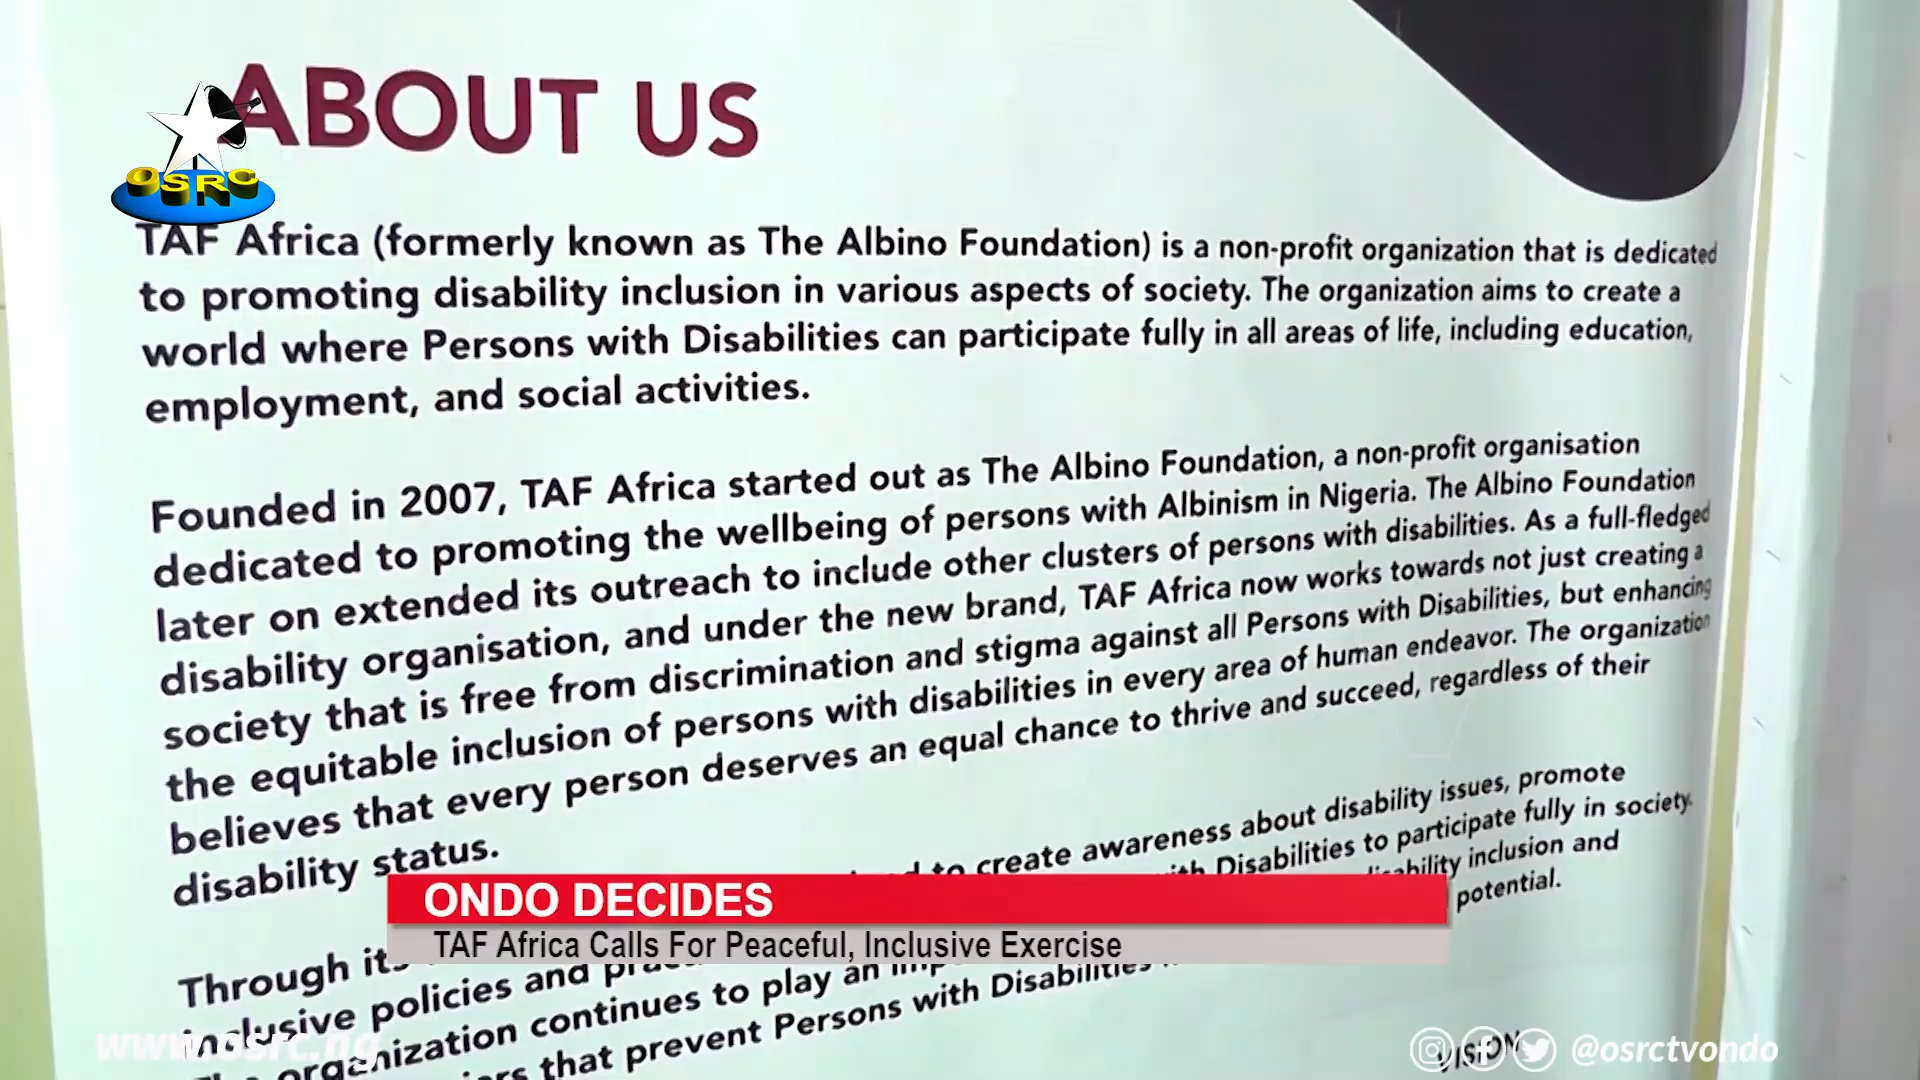 ABOUT US
OSRC
TAF Africa (formerly known as The Albino Foundation) is a non-profit organization that is dedicated
to promoting disability inclusion in various aspects of society. The organization aims to create a
world where Persons with Disabilities can participate fully in all areas of life, including education,
employment, and social activities.
Founded in 2007, TAF Africa started out as The Albino Foundation, a non-profit organisation
dedicated to promoting the wellbeing of persons with Albinism in Nigeria. The Albino Foundation
later on extended its outreach to include other clusters of persons with disabilities. As a full-fledged
disability organisation, and under the new brand, TAF Africa now works towards not just creating a
society that is free from discrimination and stigma against all Persons with Disabilities, but enhancing
the equitable inclusion of persons with disabilities in every area of human endeavor. The organization
believes that every person deserves an equal chance to thrive and succeed, regardless of their
disability status.
Through its to create awareness about disability issues, promote
inclusive policies and with Disabilities to participate fully in society.
The organization continues to play an disability inclusion and
that prevent Persons with Disabilities potential.
ONDO DECIDES
TAF Africa Calls For Peaceful, Inclusive Exercise
VISION
www.osrc.ng
@osrctvondo